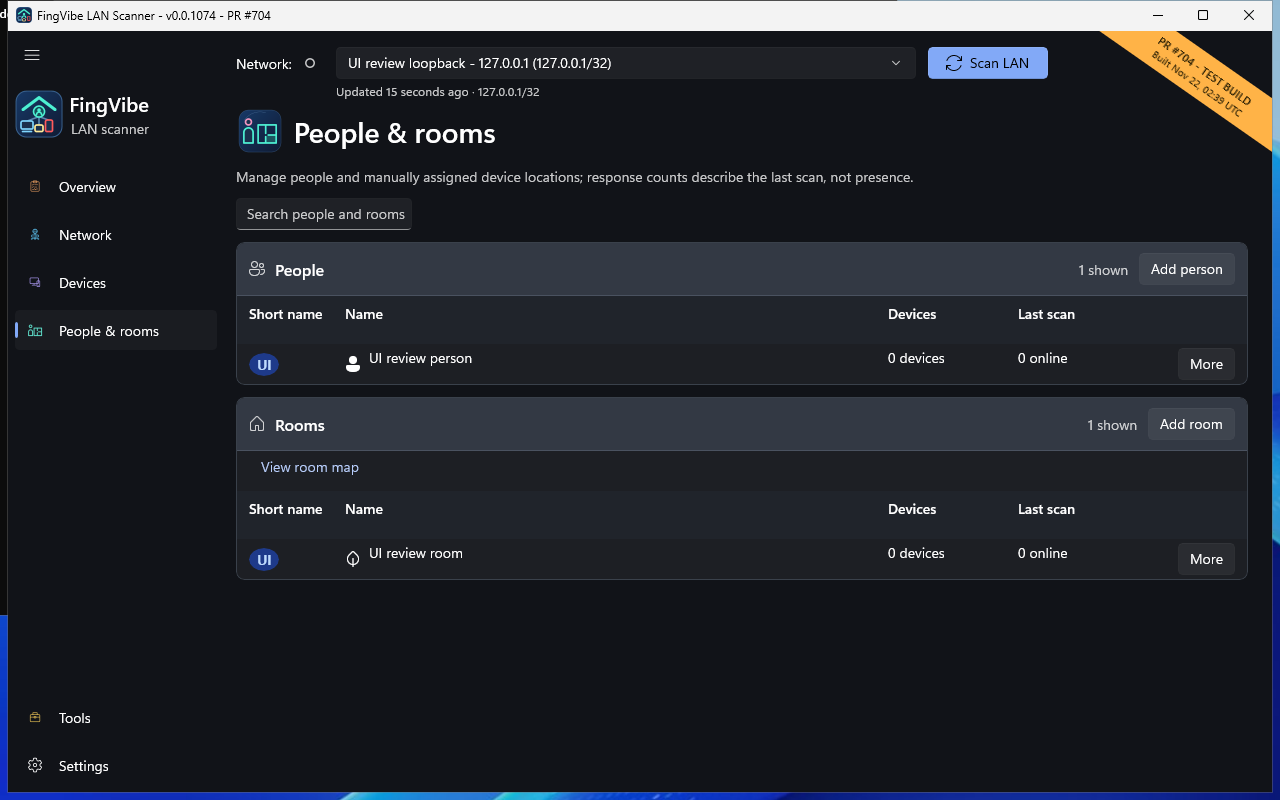 FingVibe LAN Scanner - v0.0.1074 - PR #704
Network:
UI review loopback - 127.0.0.1 (127.0.0.1/32)
Scan LAN
Updated 15 seconds ago · 127.0.0.1/32
PR #704 - TEST BUILD
Built Nov 22, 02:39 UTC
FingVibe
LAN scanner
Overview
Network
Devices
People & rooms
Tools
Settings
People & rooms
Manage people and manually assigned device locations; response counts describe the last scan, not presence.
Search people and rooms
People
1 shown
Add person
Short name Name Devices Last scan
UI UI review person 0 devices 0 online More
Rooms
1 shown
Add room
View room map
Short name Name Devices Last scan
UI UI review room 0 devices 0 online More